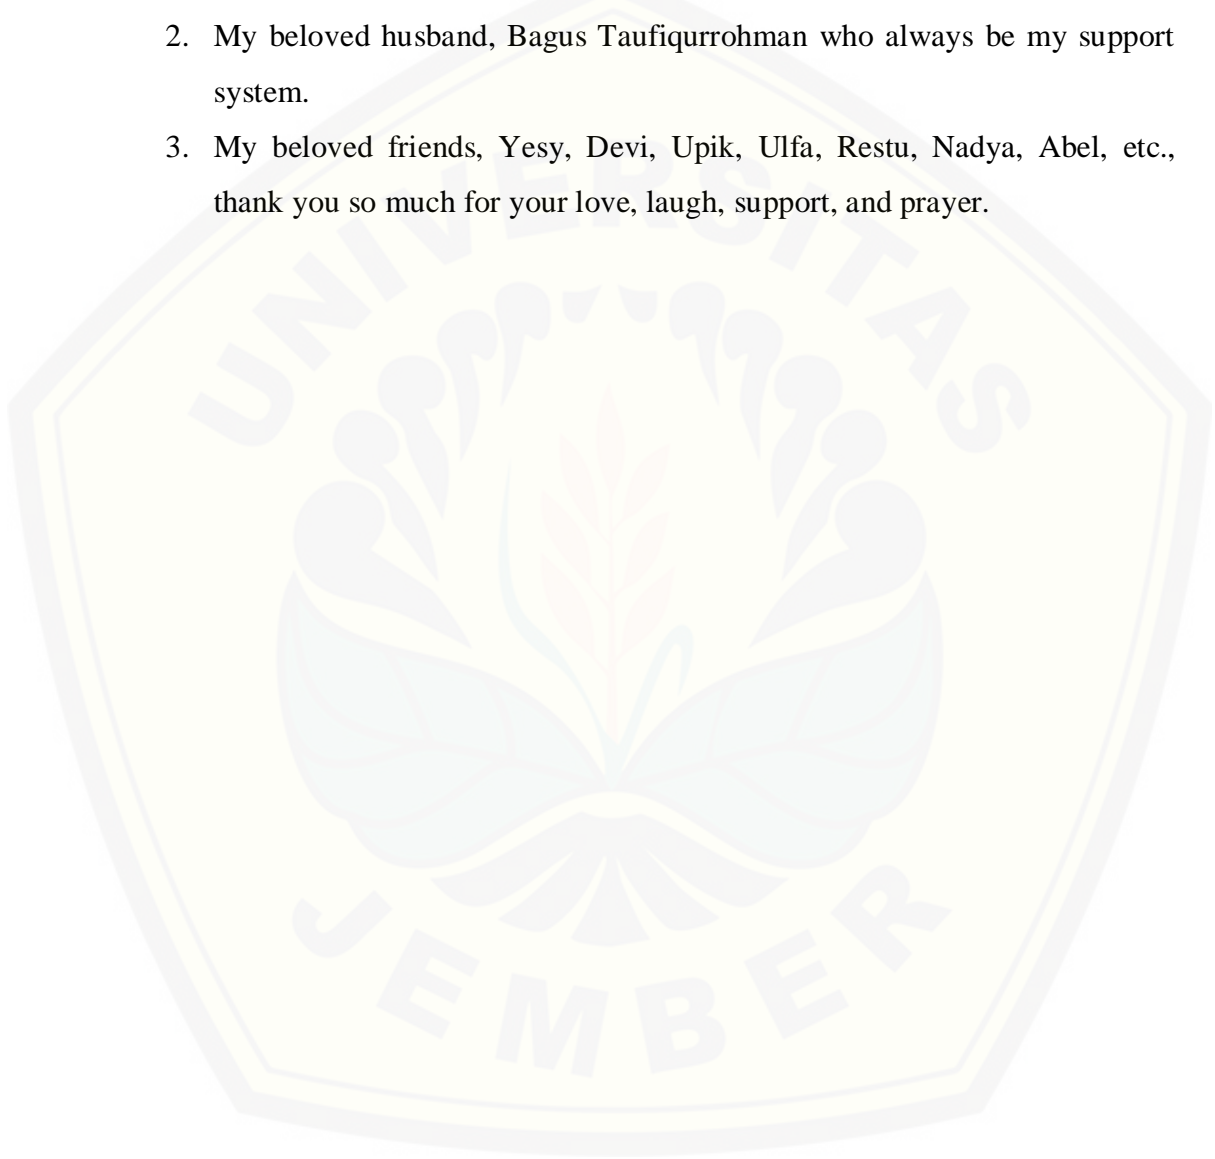 2. My beloved husband, Bagus Taufiqurrohman who always be my support
system.
3. My beloved friends, Yesy, Devi, Upik, Ulfa, Restu, Nadya, Abel, etc.,
thank you so much for your love, laugh, support, and prayer.
UNIVERSITAS
JEMBER